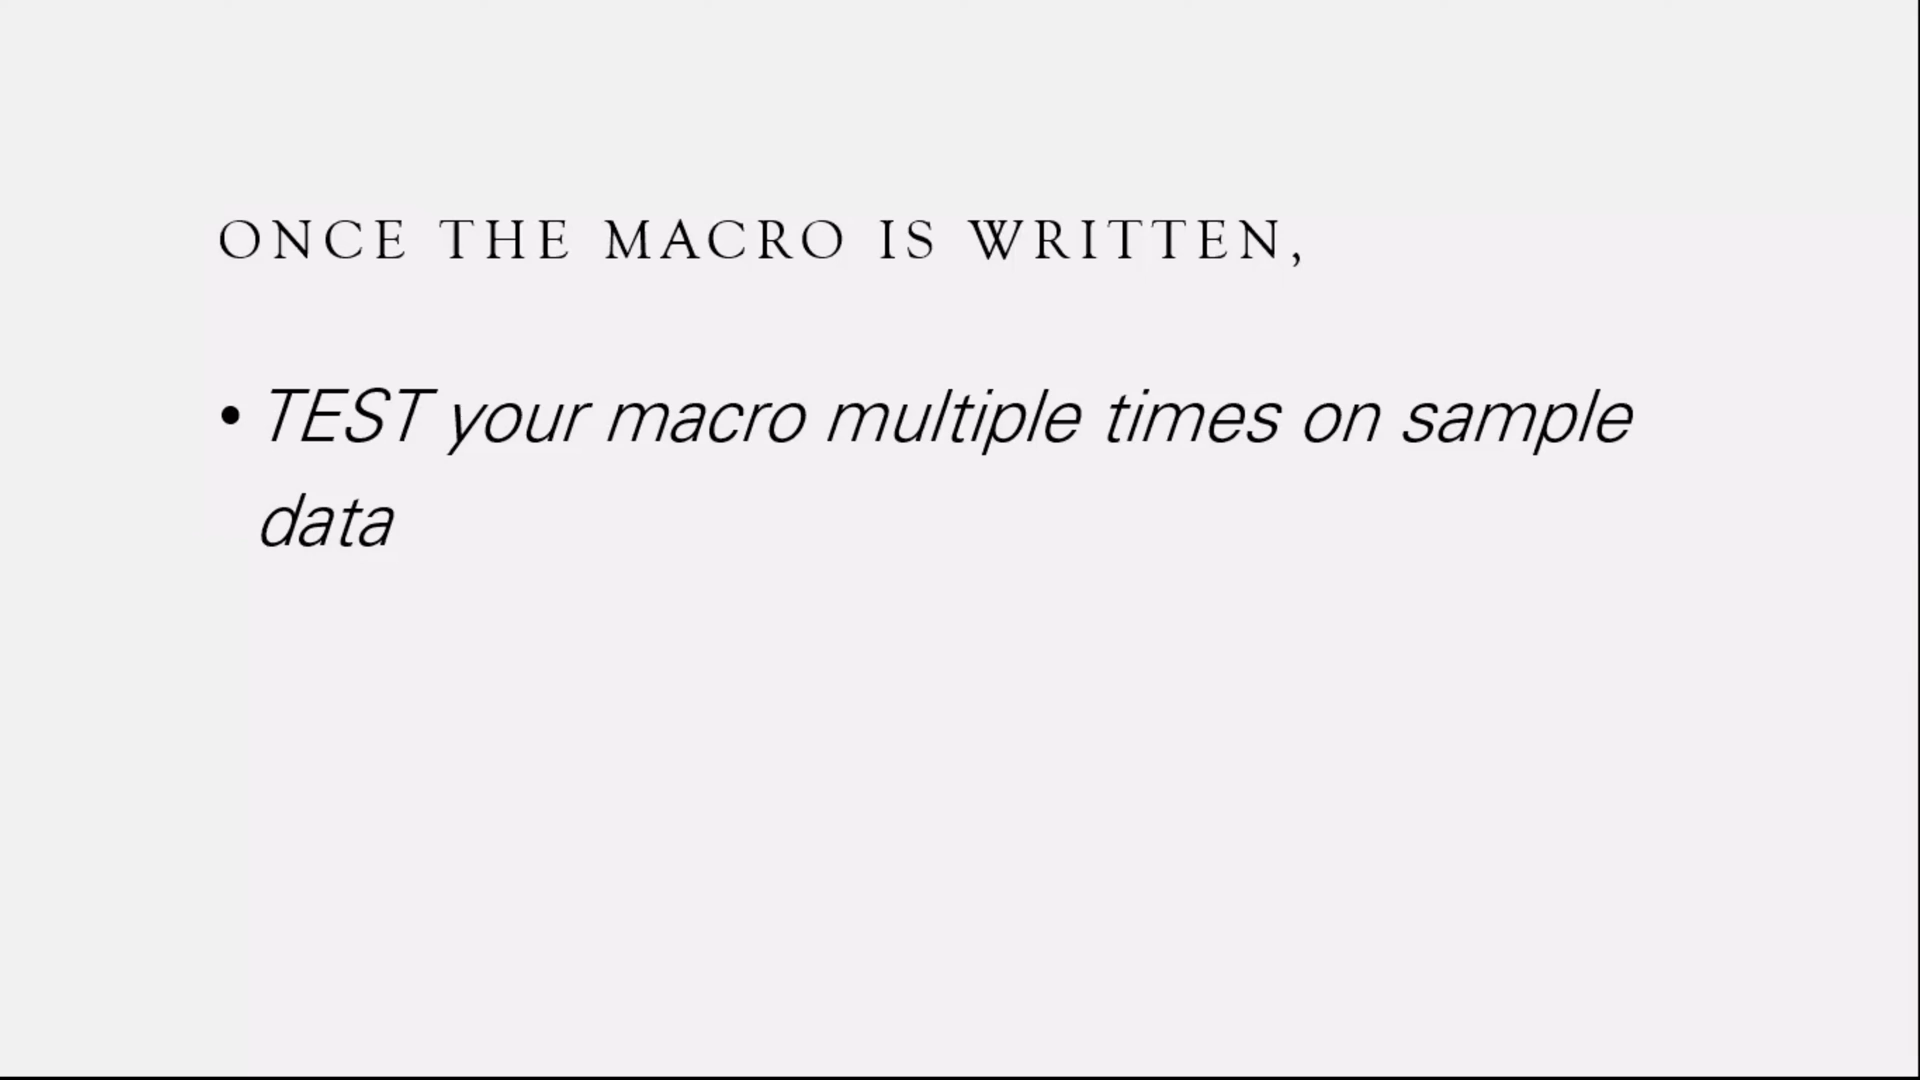 ONCE THE MACRO IS WRITTEN,
• TEST your macro multiple times on sample
data